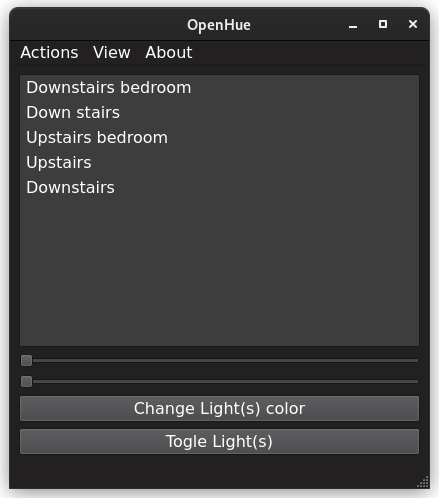 OpenHue
Actions View About
Downstairs bedroom
Down stairs
Upstairs bedroom
Upstairs
Downstairs
Change Light(s) color
Togle Light(s)